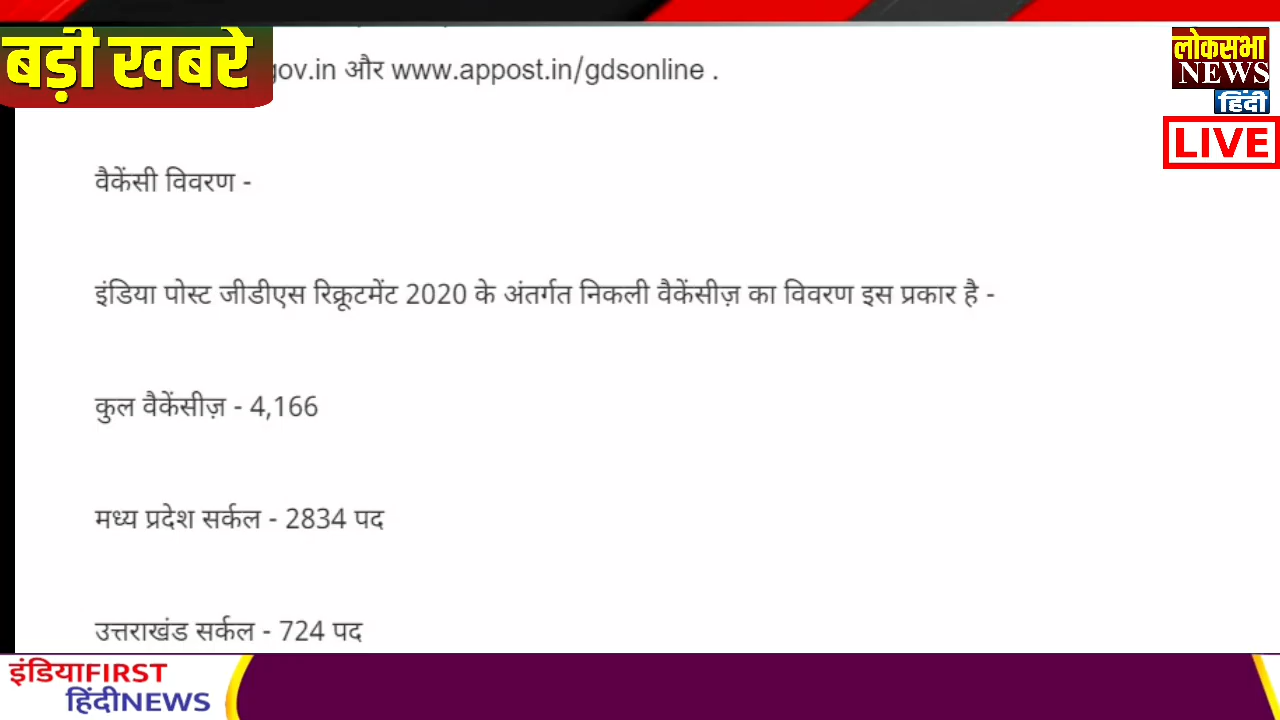 बड़ी खबरे
gov.in और www.appost.in/gdsonline .
लोकसभा
NEWS
हिंदी
LIVE
वैकेंसी विवरण -
इंडिया पोस्ट जीडीएस रिक्रूटमेंट 2020 के अंतर्गत निकली वैकेंसीज़ का विवरण इस प्रकार है -
कुल वैकेंसीज़ - 4,166
मध्य प्रदेश सर्कल - 2834 पद
उत्तराखंड सर्कल - 724 पद
इंडियाFIRST
हिंदीNEWS